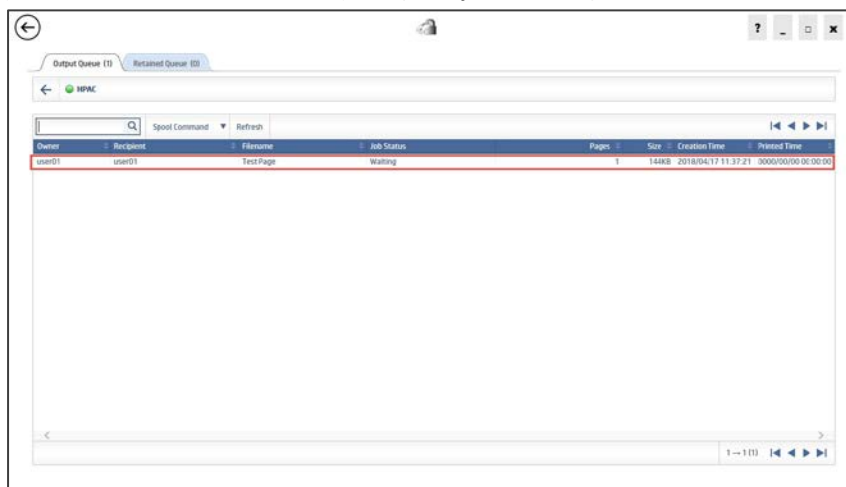 ? _ □ x
Output Queue (1) Retained Queue (0)
HPAC
Spool Command ▼ Refresh
Owner Recipient Filename Job Status Pages Size Creation Time Printed Time
user01 user01 Test Page Waiting 1 144KB 2018/04/17 11:37:21 0000/00/00 00:00:00
1→1 (1)